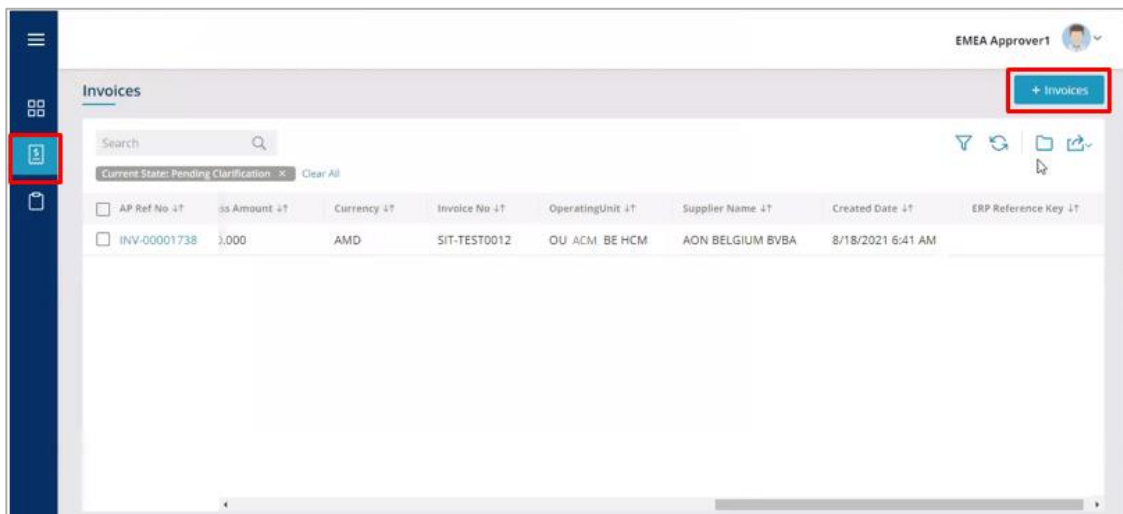 EMEA Approver1
Invoices
+ Invoices
Search
Current State: Pending Clarification × Clear All
AP Ref No ss Amount Currency Invoice No OperatingUnit Supplier Name Created Date ERP Reference Key
INV-00001738 .000 AMD SIT-TEST0012 OU ACM BE HCM AON BELGIUM BVBA 8/18/2021 6:41 AM